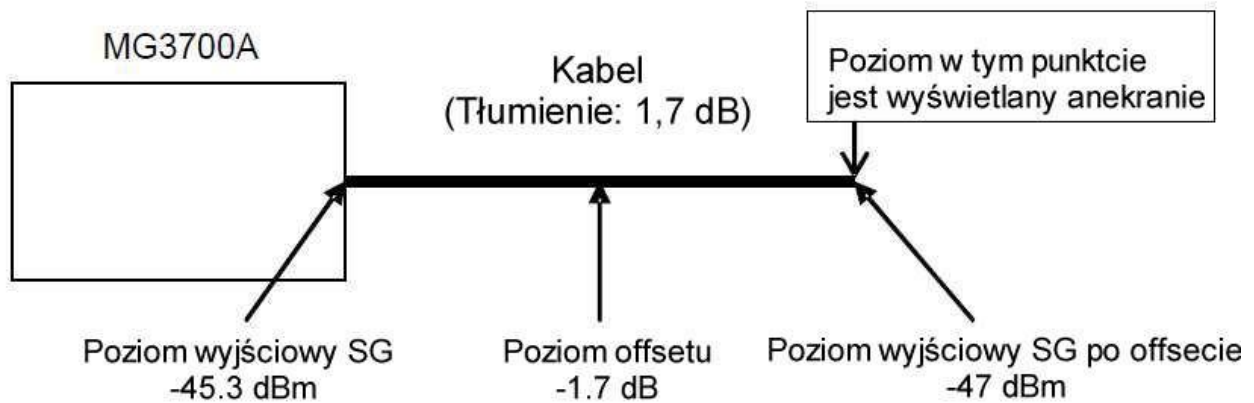 MG3700A
Kabel
(Tłumienie: 1,7 dB)
Poziom w tym punktcie
jest wyświetlany anekranie
Poziom wyjściowy SG
-45.3 dBm
Poziom offsetu
-1.7 dB
Poziom wyjściowy SG po offsecie
-47 dBm